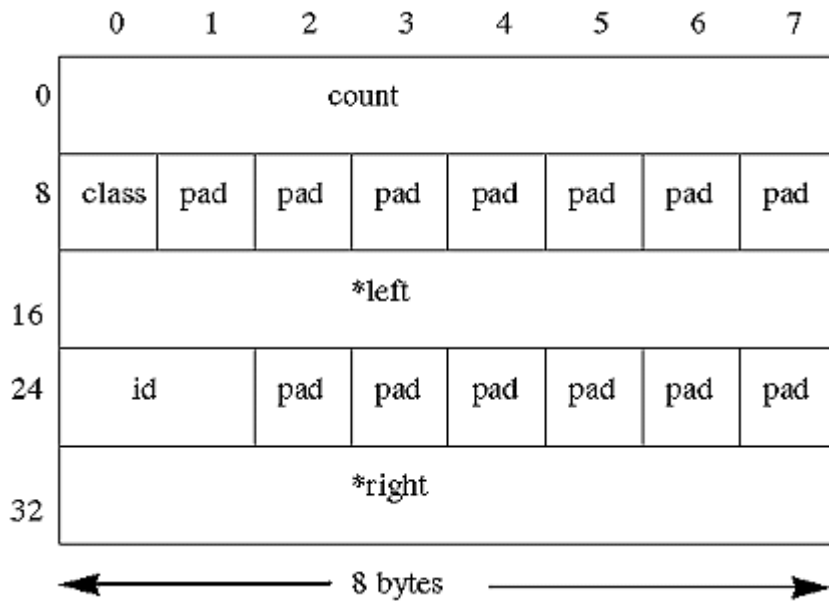 0 1 2 3 4 5 6 7
0 count
8 class pad pad pad pad pad pad pad
*left
16
24 id pad pad pad pad pad pad
*right
32
8 bytes